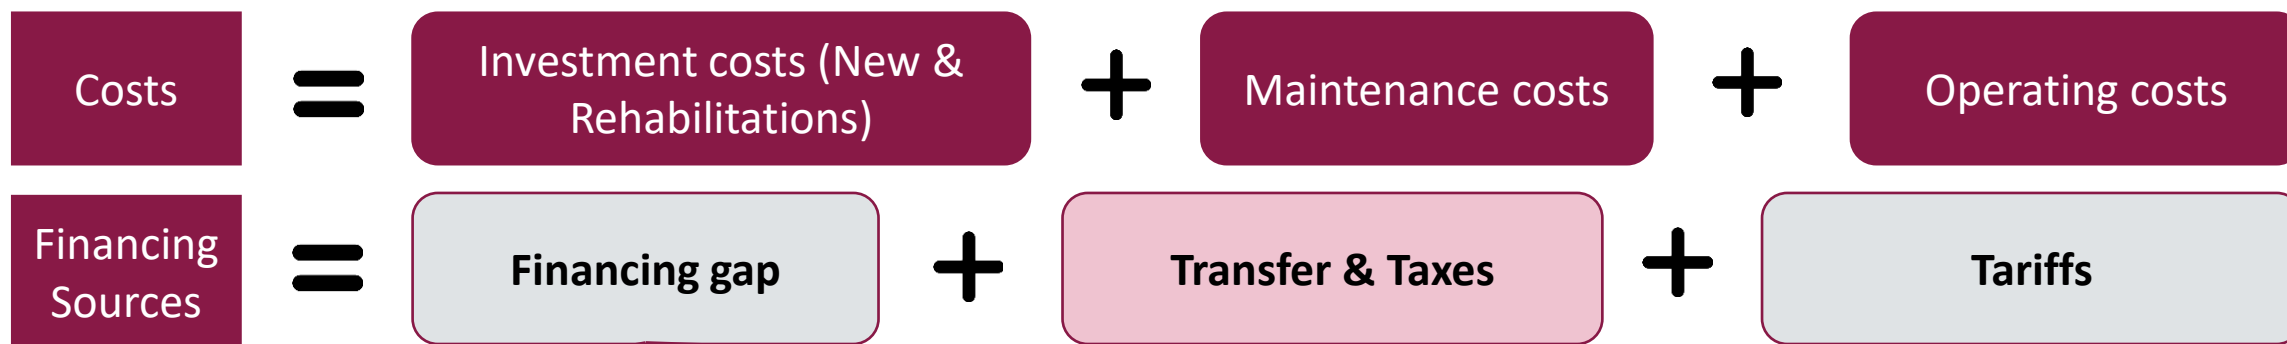 Costs = Investment costs (New &
Rehabilitations) + Maintenance costs + Operating costs
Financing
Sources = Financing gap + Transfer & Taxes + Tariffs